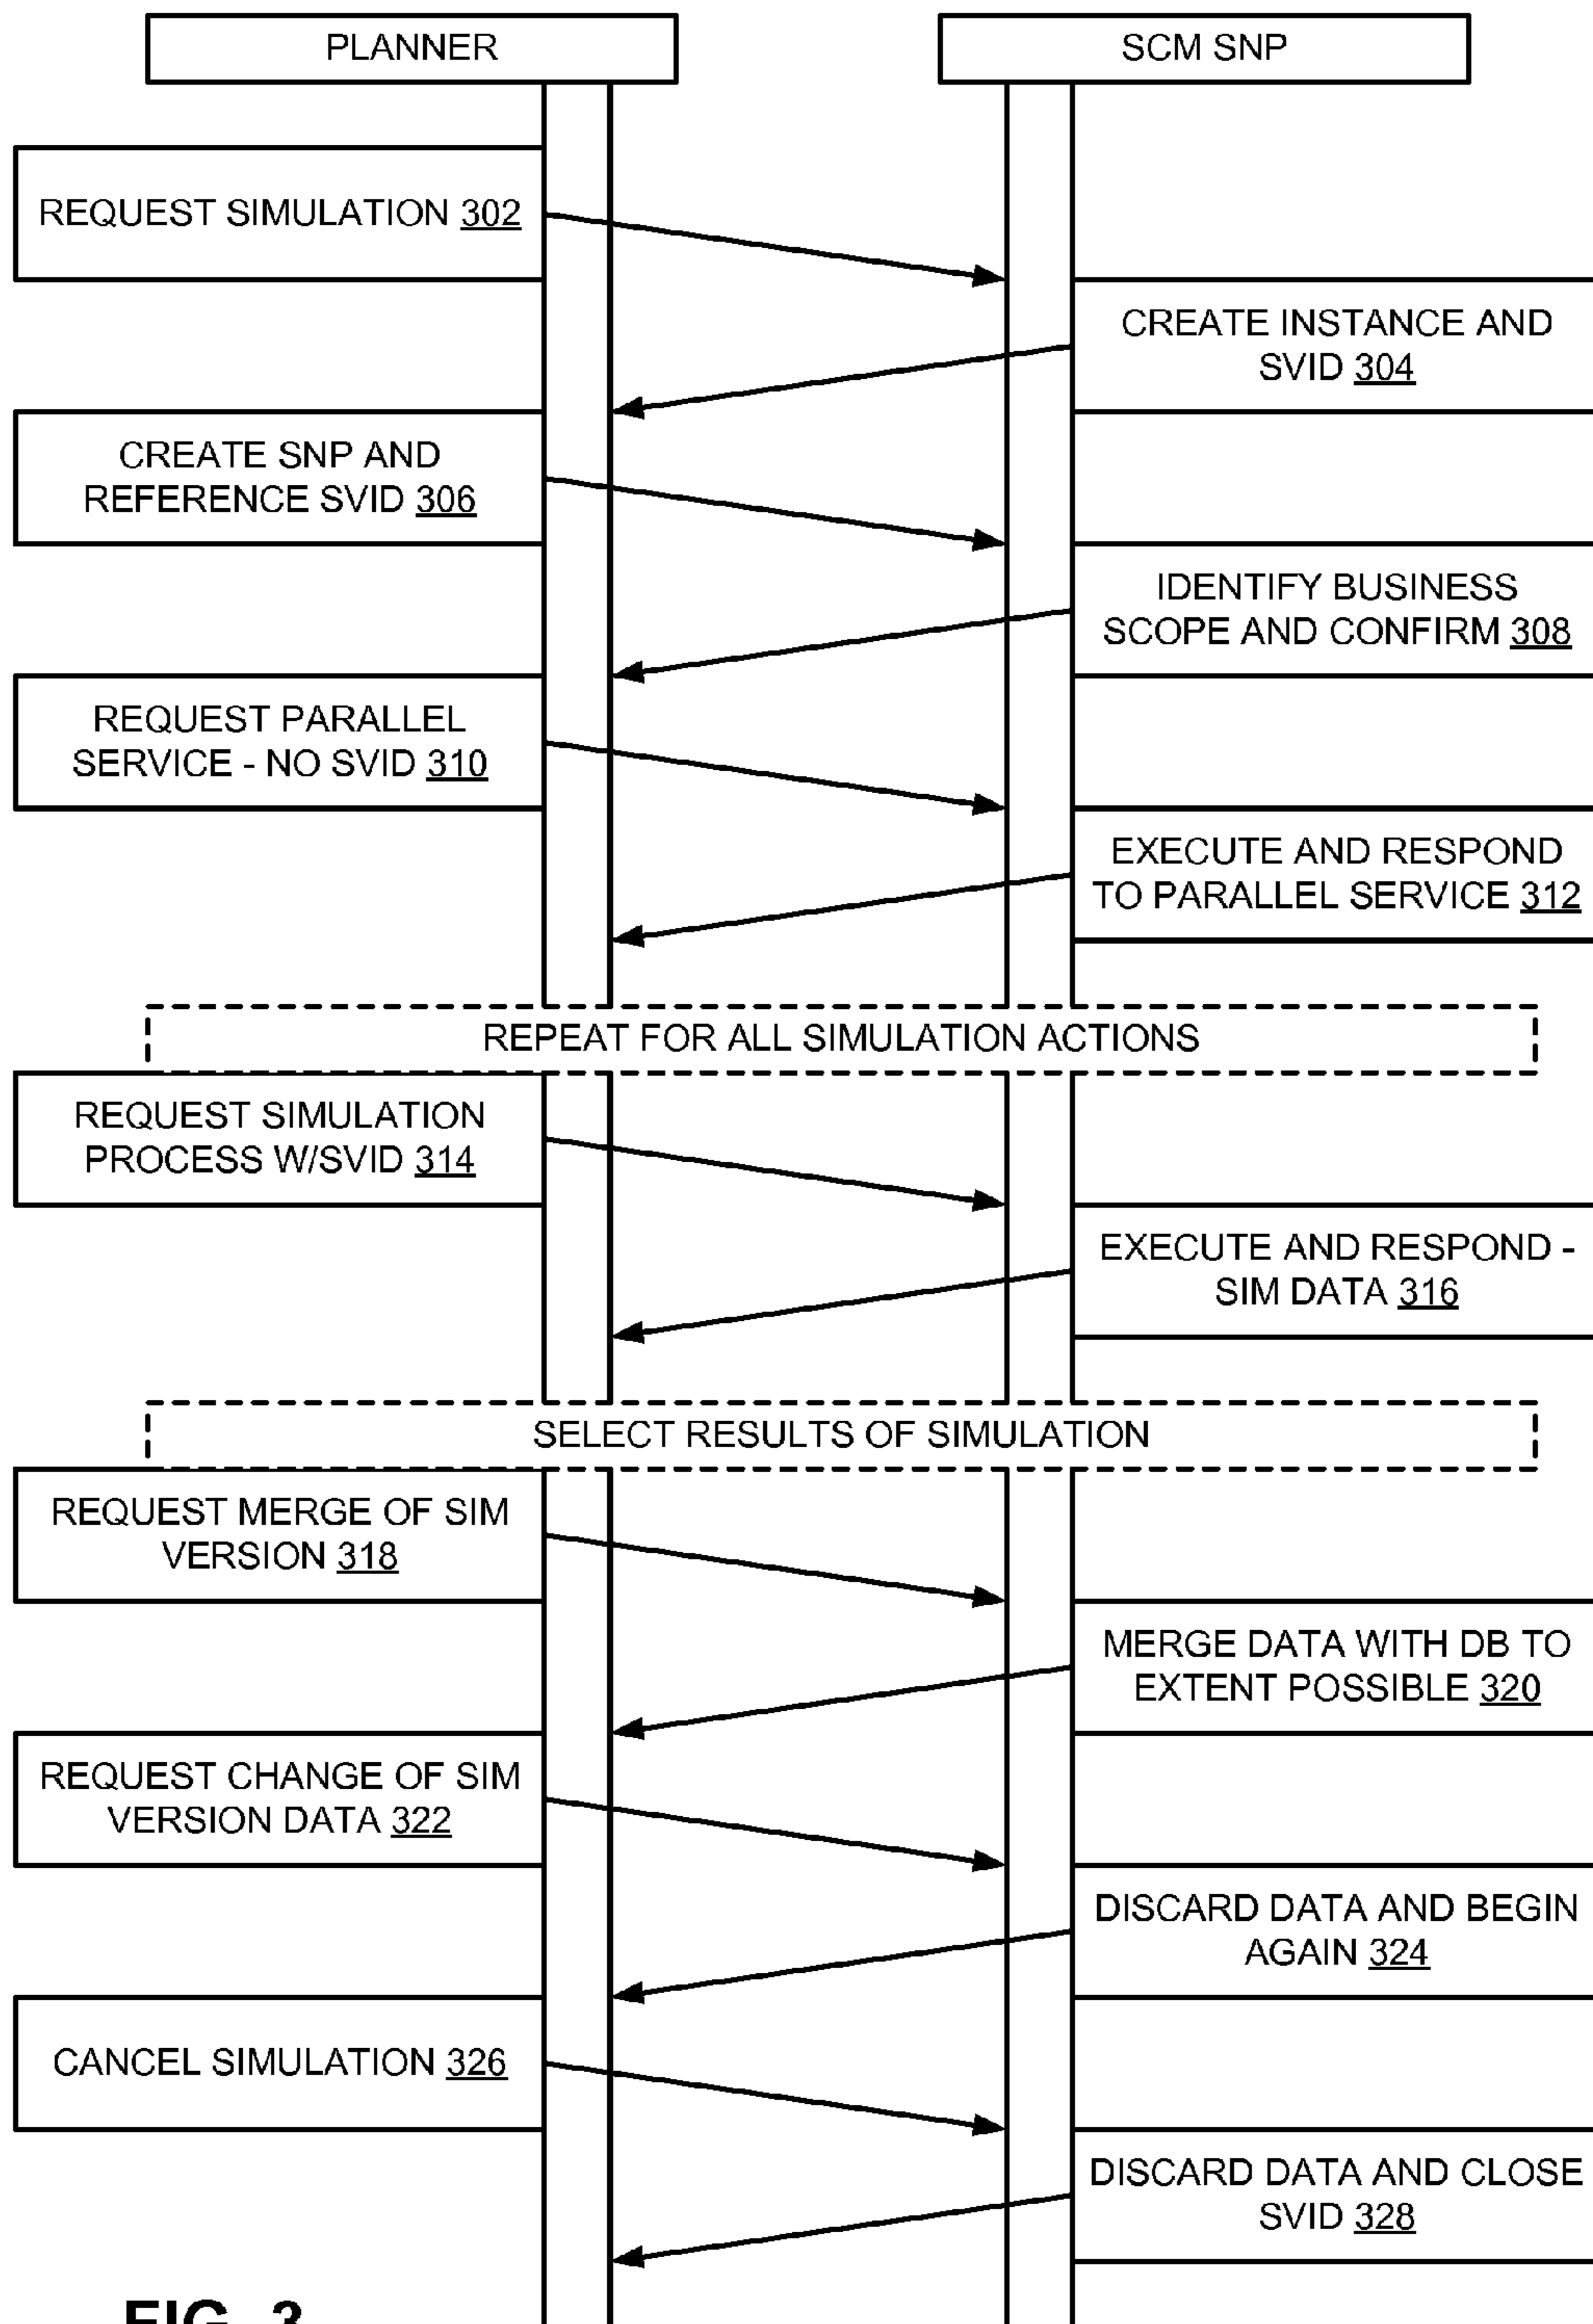 PLANNER
SCM SNP
REQUEST SIMULATION 302
CREATE INSTANCE AND
SVID 304
CREATE SNP AND
REFERENCE SVID 306
IDENTIFY BUSINESS
SCOPE AND CONFIRM 308
REQUEST PARALLEL
SERVICE - NO SVID 310
EXECUTE AND RESPOND
TO PARALLEL SERVICE 312
REPEAT FOR ALL SIMULATION ACTIONS
REQUEST SIMULATION
PROCESS W/SVID 314
EXECUTE AND RESPOND -
SIM DATA 316
SELECT RESULTS OF SIMULATION
REQUEST MERGE OF SIM
VERSION 318
MERGE DATA WITH DB TO
EXTENT POSSIBLE 320
REQUEST CHANGE OF SIM
VERSION DATA 322
DISCARD DATA AND BEGIN
AGAIN 324
CANCEL SIMULATION 326
DISCARD DATA AND CLOSE
SVID 328
FIG. 3